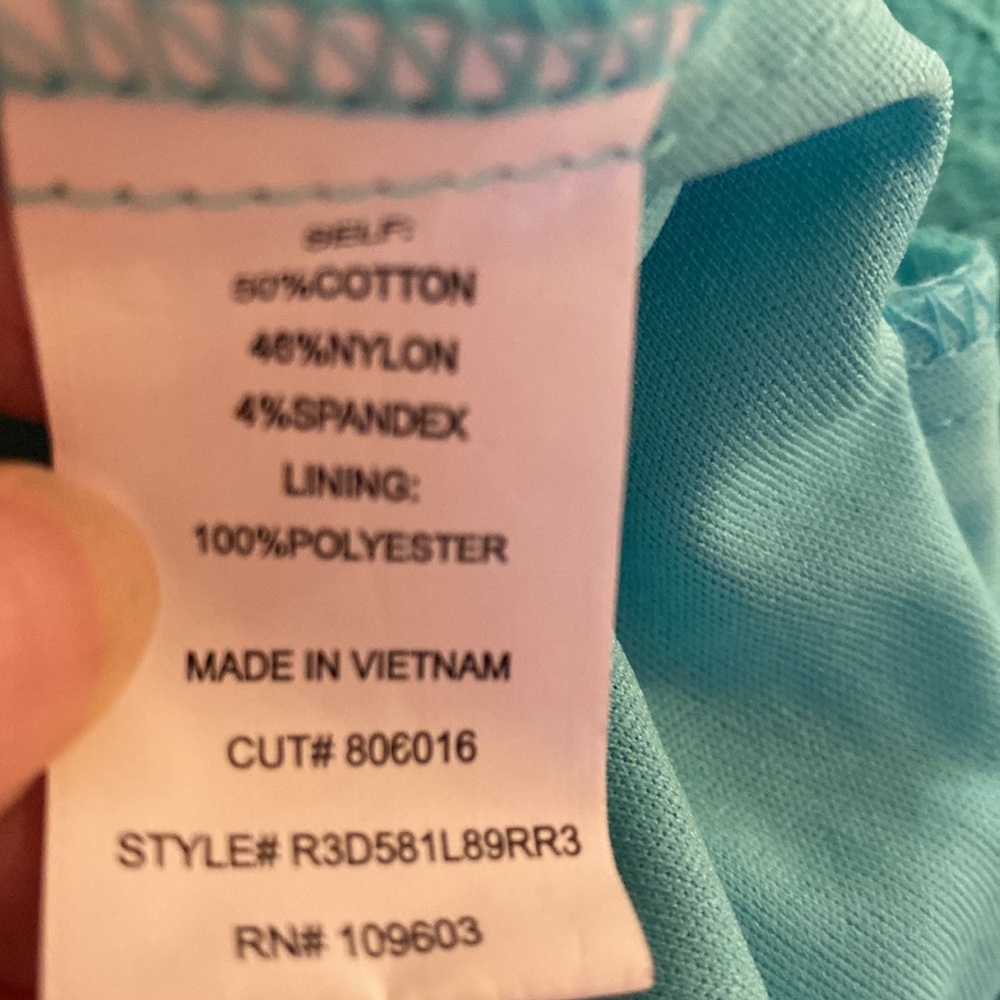 SELF:
50%COTTON
46%NYLON
4%SPANDEX
LINING:
100%POLYESTER
MADE IN VIETNAM
CUT# 806016
STYLE# R3D581L89RR3
RN# 109603